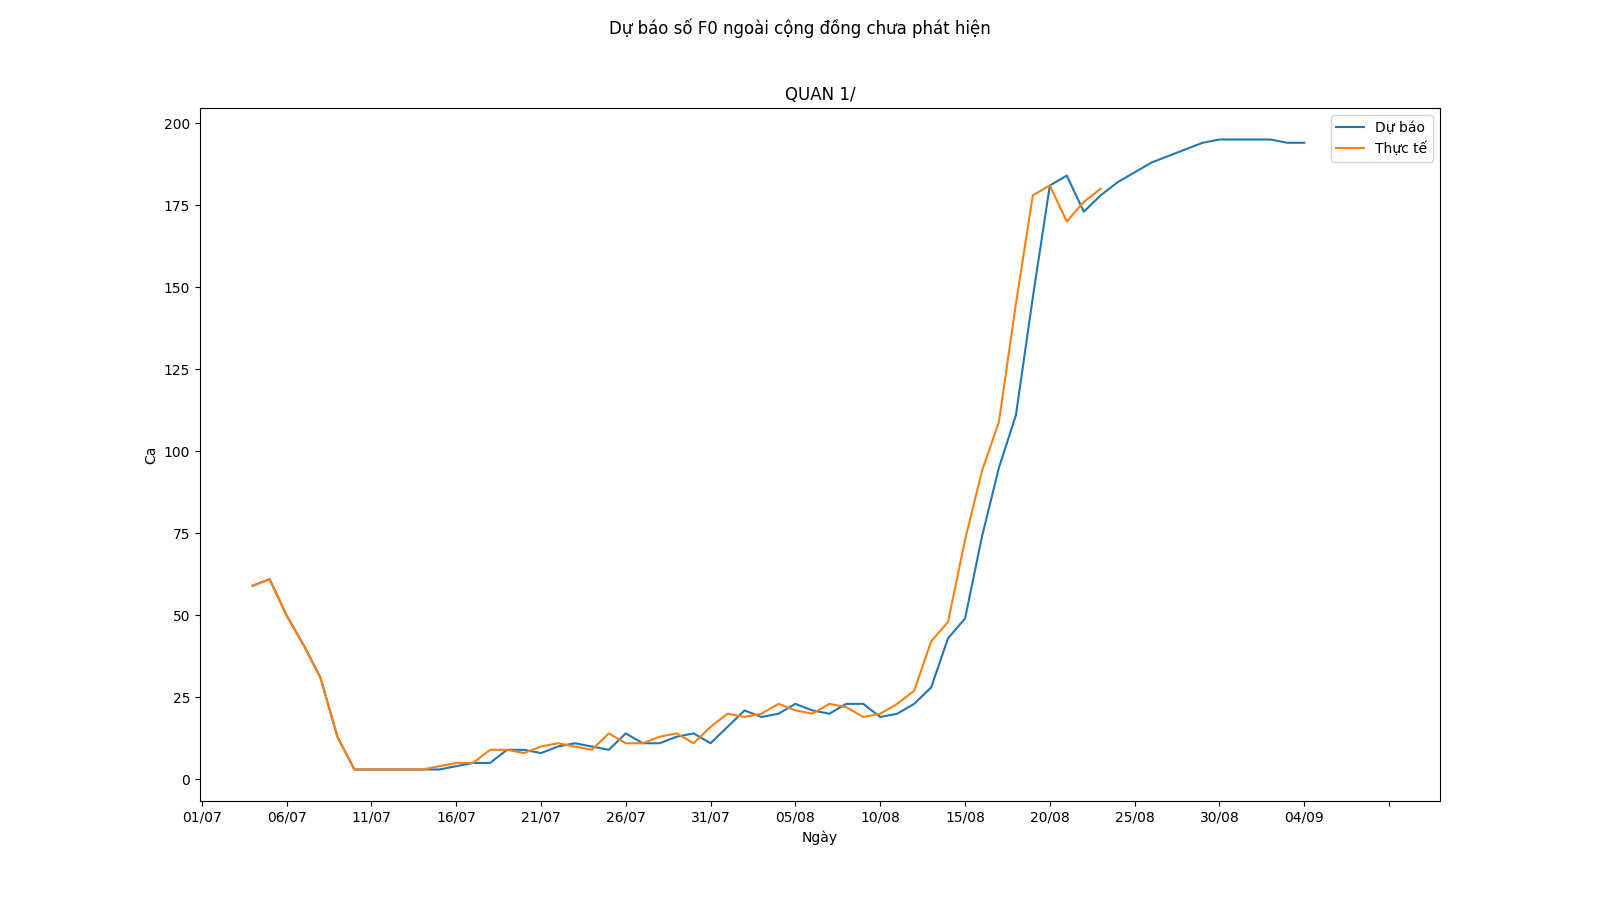 Dự báo số F0 ngoài cộng đồng chưa phát hiện
QUAN 1/
Dự báo
Thực tế
200
175
150
125
100
75
50
25
0
Ca
01/07 06/07 11/07 16/07 21/07 26/07 31/07 05/08 10/08 15/08 20/08 25/08 30/08 04/09
Ngày